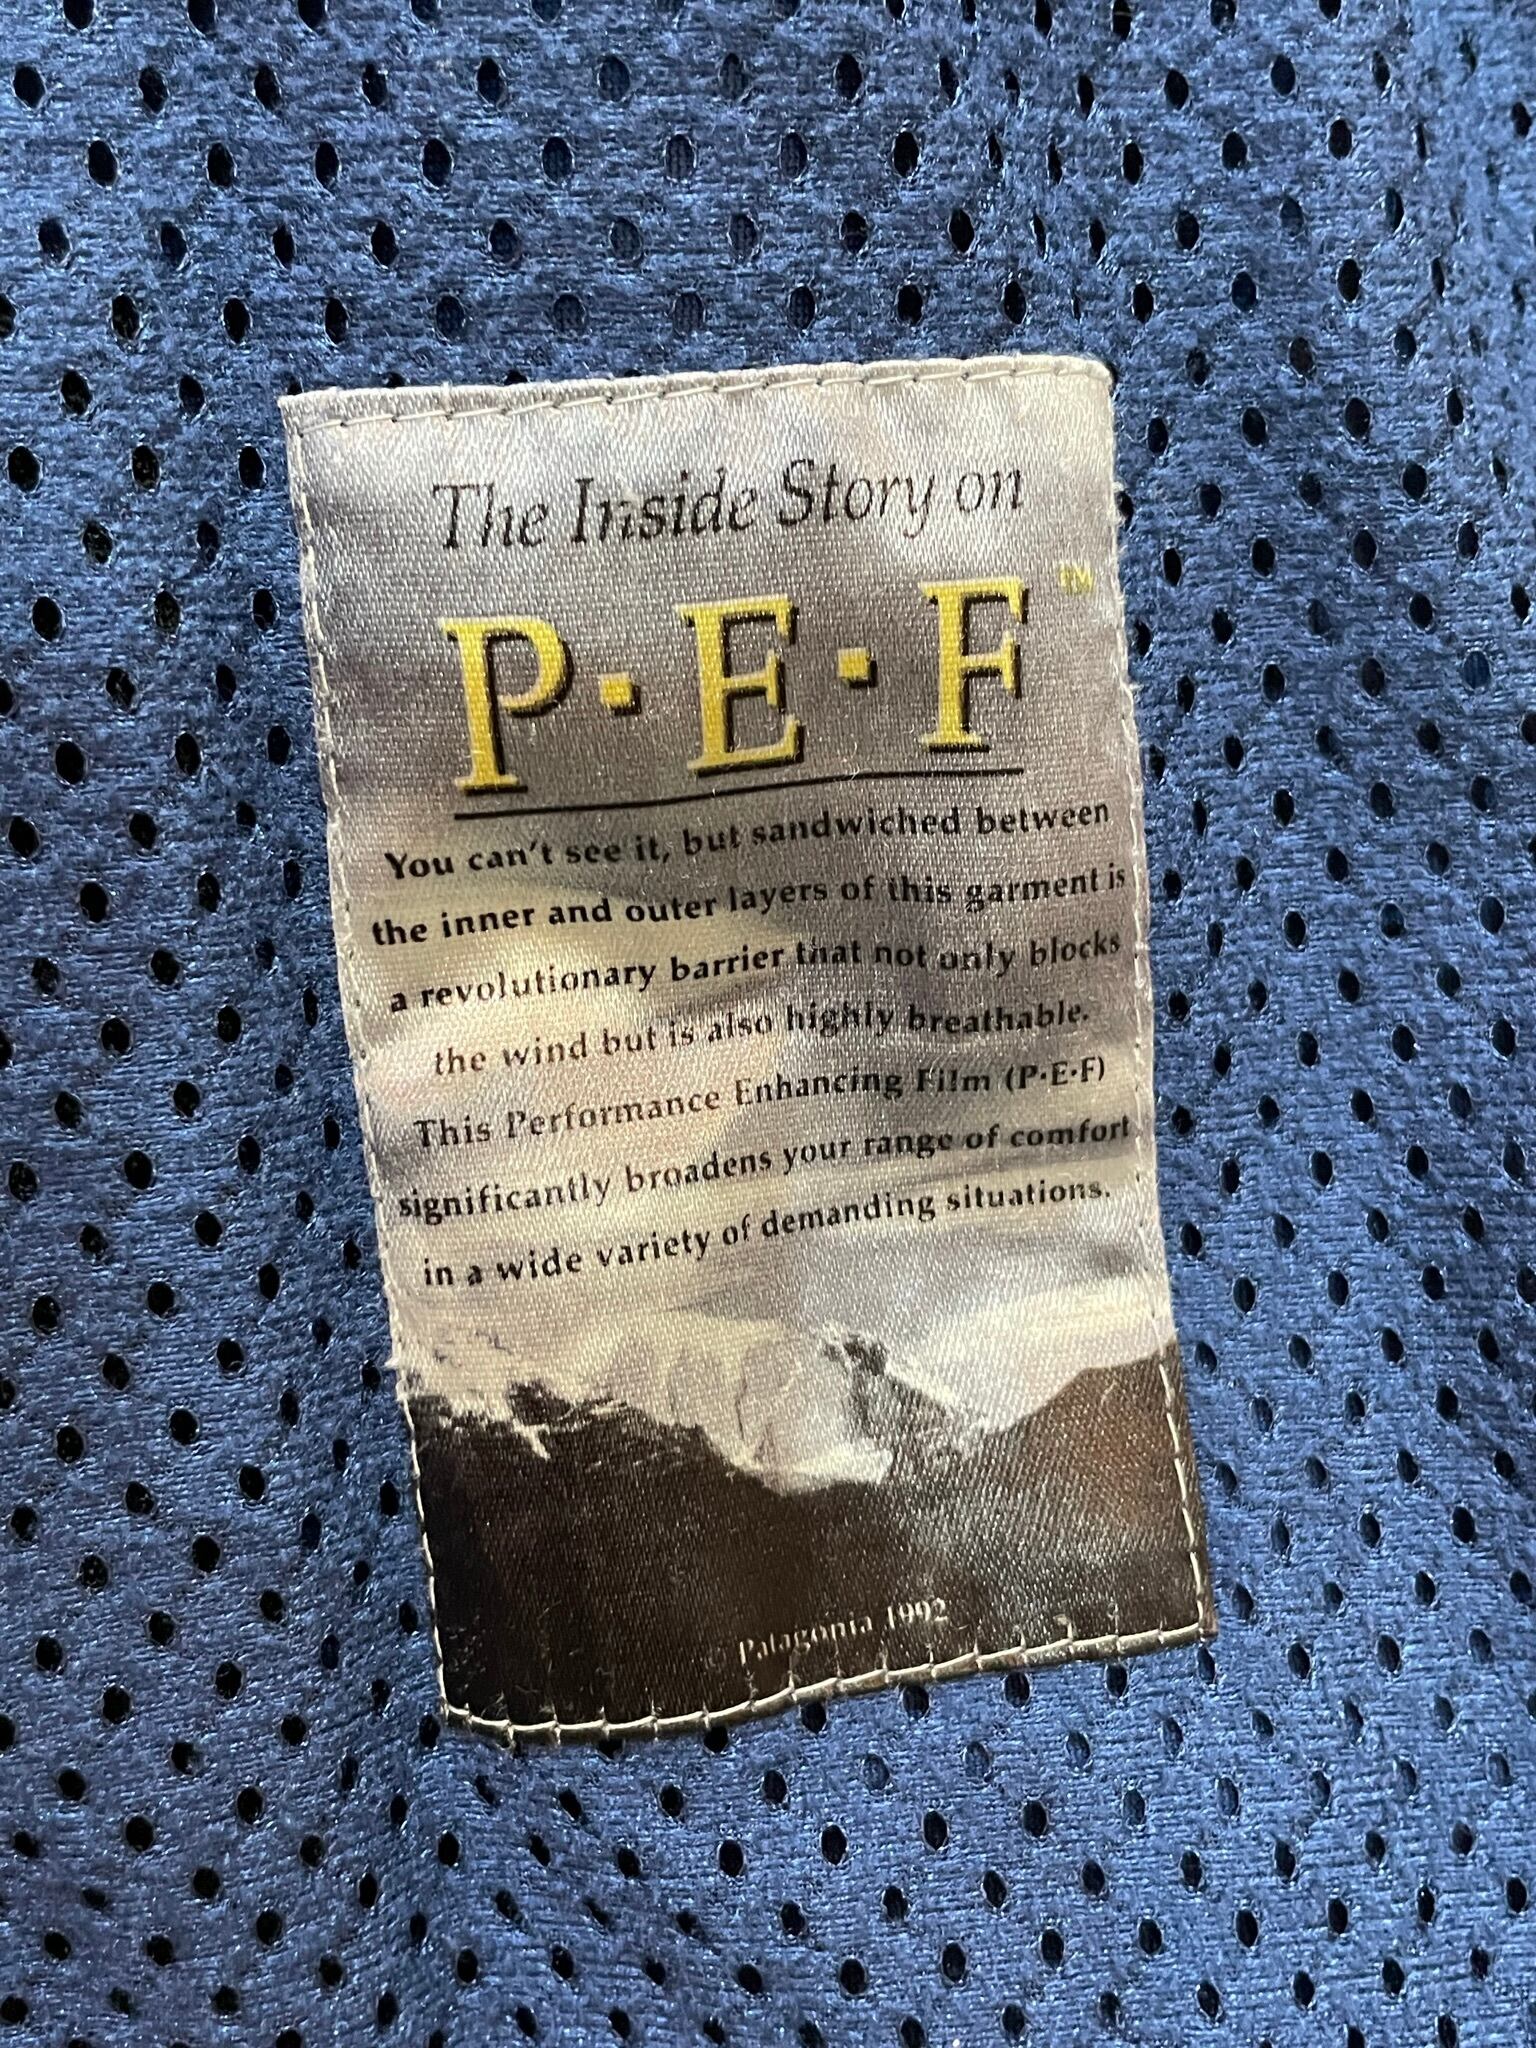 The Inside Story on
P·E·F™
You can't see it, but sandwiched between
the inner and outer layers of this garment is
a revolutionary barrier that not only blocks
the wind but is also highly breathable.
This Performance Enhancing Film (P·E·F)
significantly broadens your range of comfort
in a wide variety of demanding situations.
© Patagonia 1992